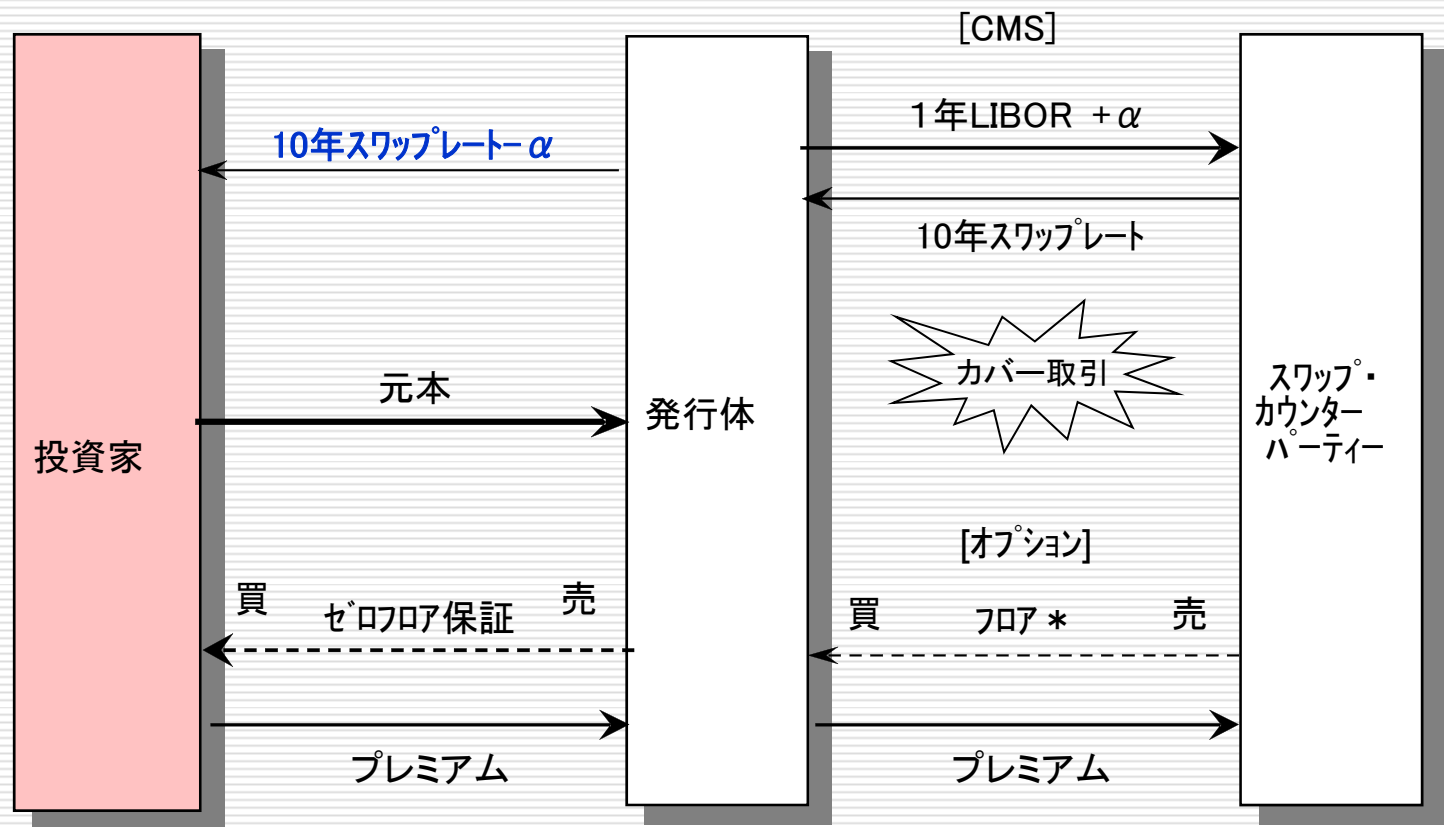 [CMS]
1年LIBOR +α
10年スワップレート-α
10年スワップレート
カバー取引
元本
発行体
スワップ・
カウンター
パーティー
投資家
[オプション]
買 ゼロフロア保証 売
買 フロア* 売
プレミアム
プレミアム